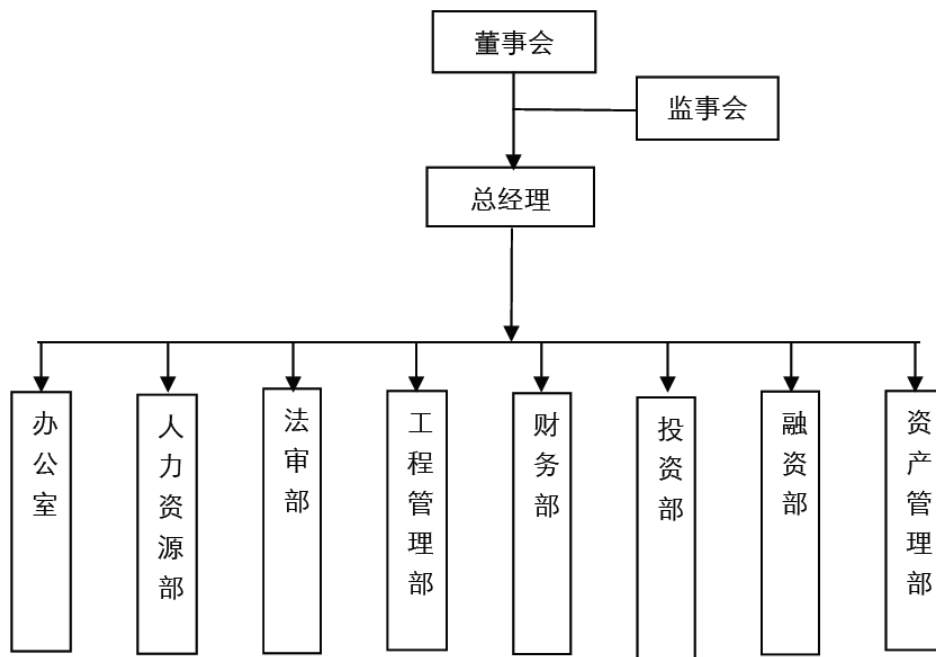 董事会
监事会
总经理
办公室
人力资源部
法审部
工程管理部
财务部
投资部
融资部
资产管理部